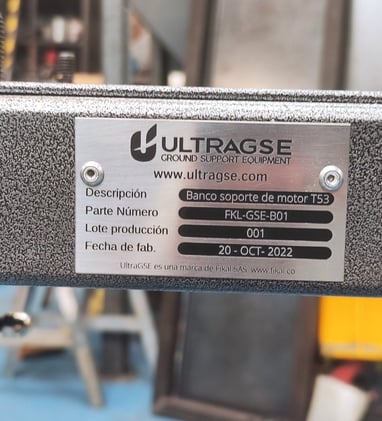 ULTRAGSE
GROUND SUPPORT EQUIPMENT
www.ultragse.com
Descripción Banco soporte de motor T53
Parte Número FKL-GSE-B01
Lote producción 001
Fecha de fab. 20 - OCT- 2022
UltraGSE es una marca de Fikal SAS. www.fikal.co